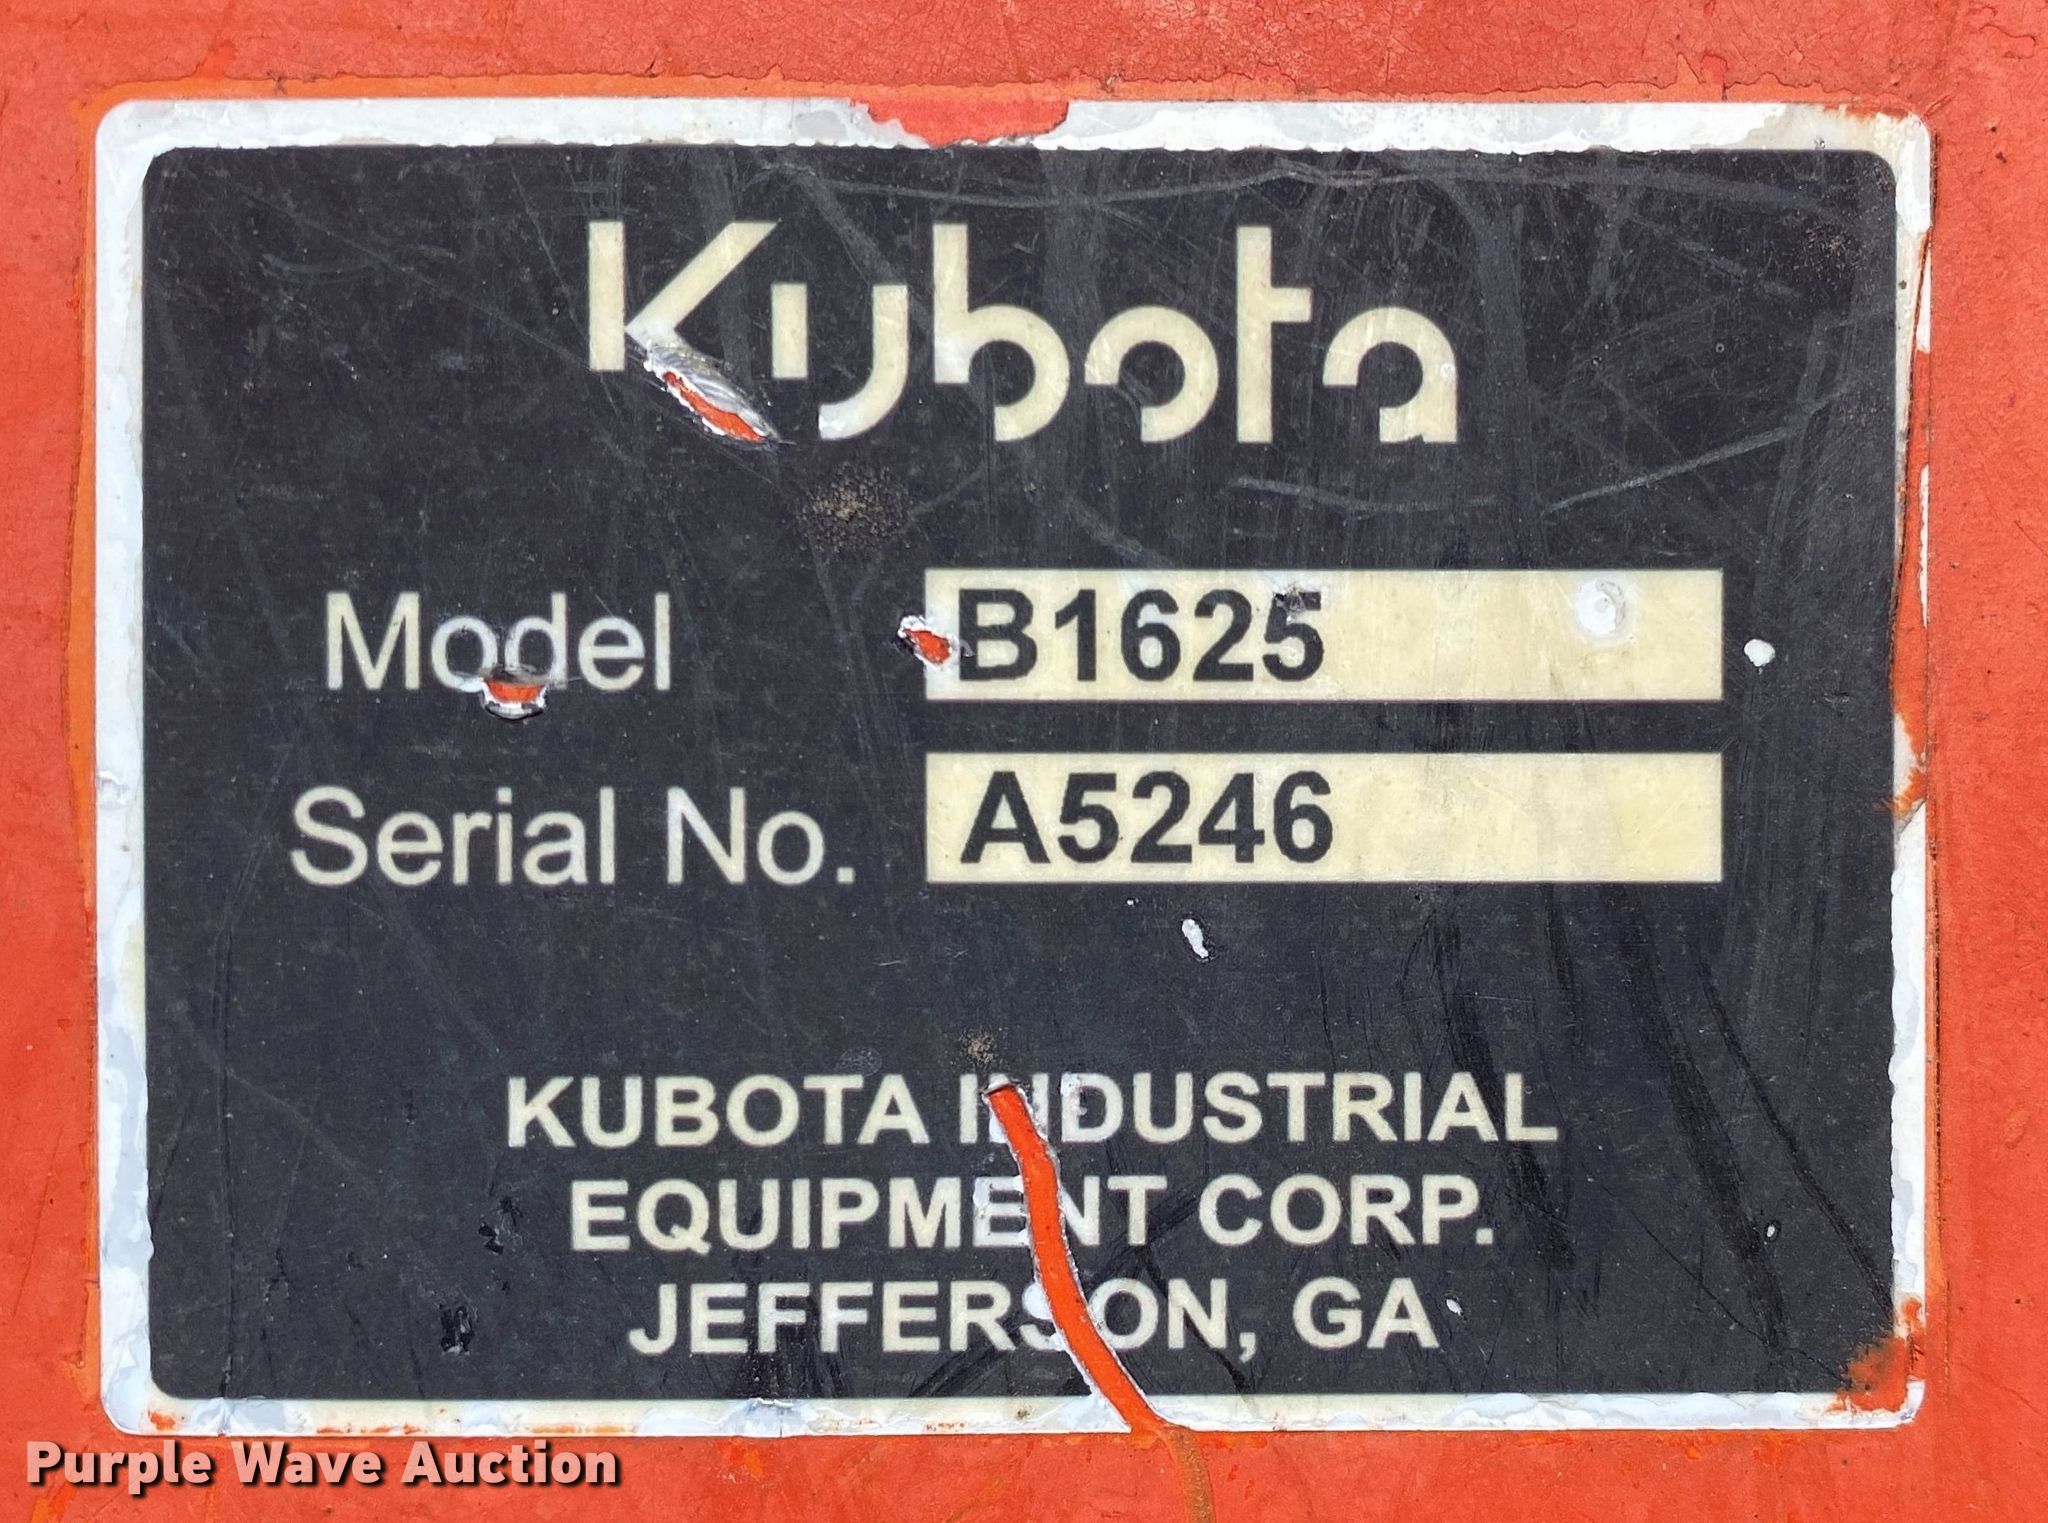 Kubota
Model B1625
Serial No. A5246
KUBOTA INDUSTRIAL
EQUIPMENT CORP.
JEFFERSON, GA
Purple Wave Auction